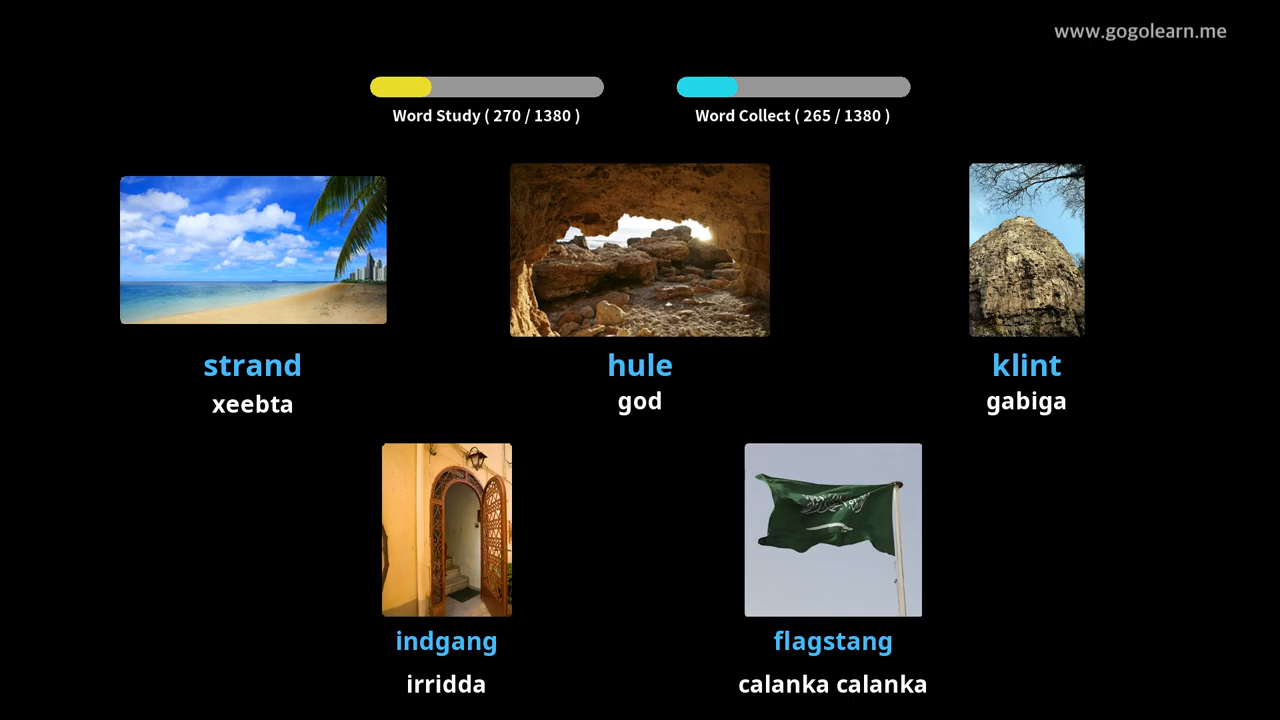 www.gogolearn.me
Word Study ( 270 / 1380 )
Word Collect ( 265 / 1380 )
strand
xeebta
hule
god
klint
gabiga
indgang
irridda
flagstang
calanka calanka